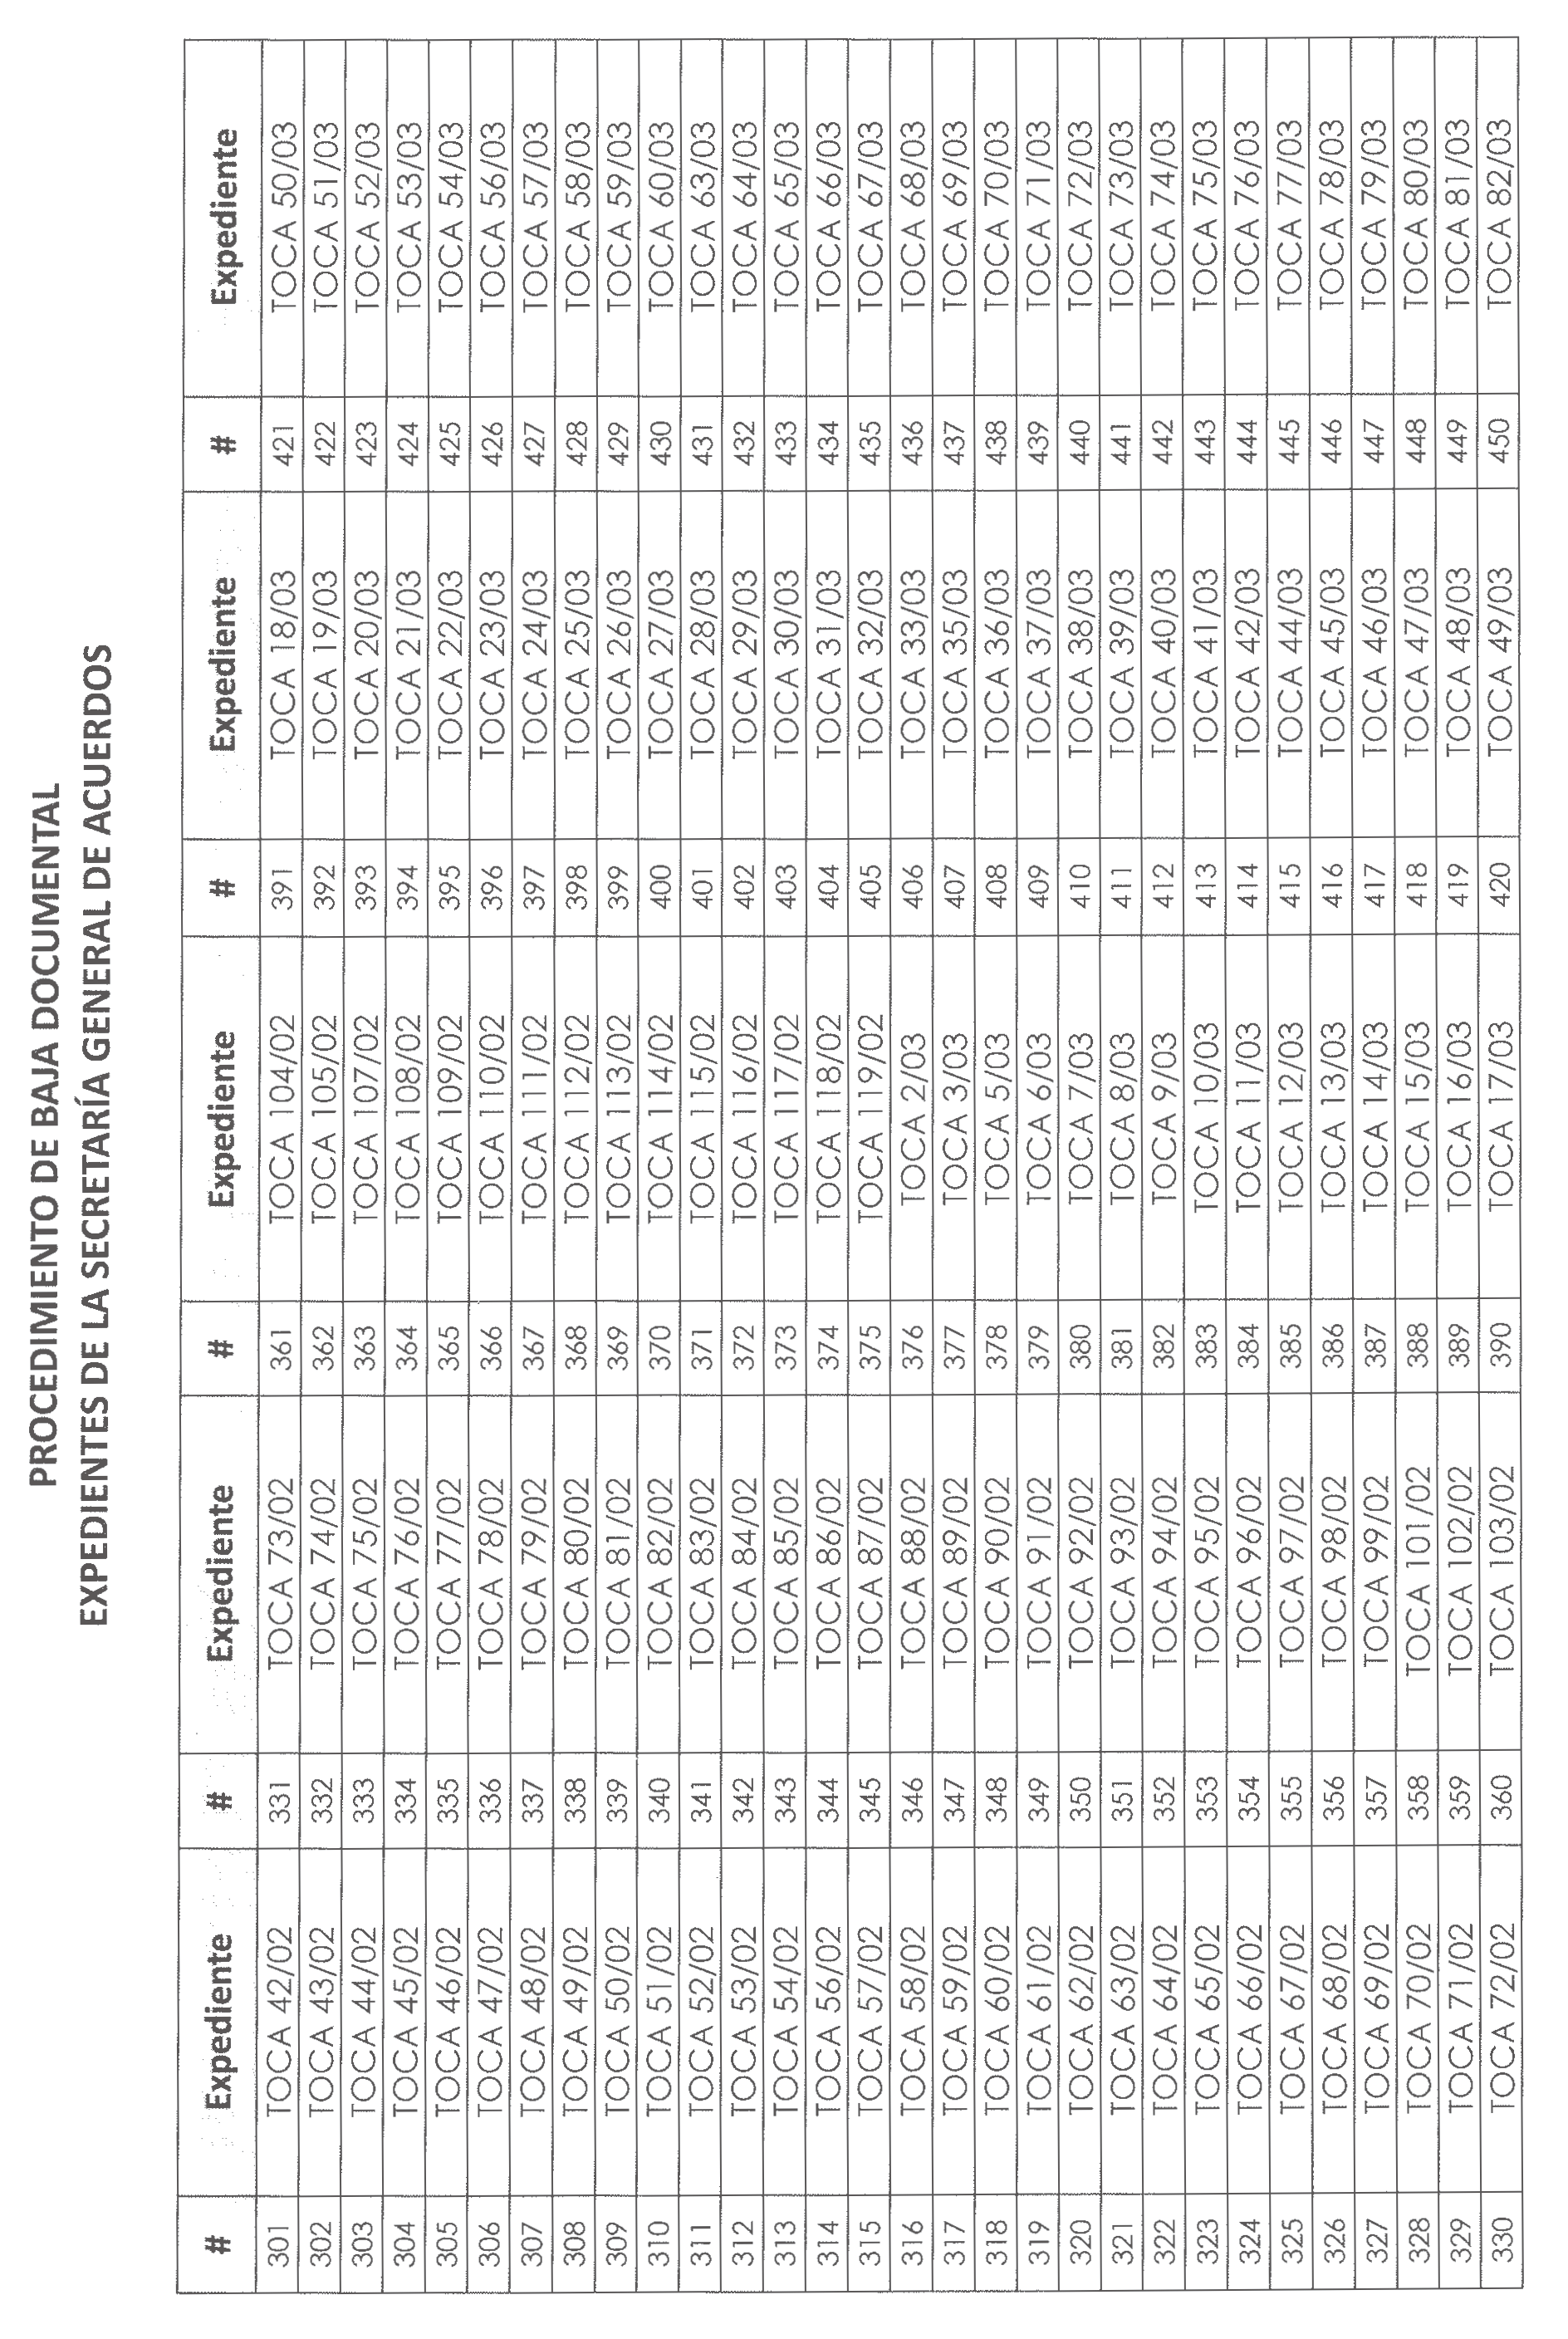 PROCEDIMIENTO DE BAJA DOCUMENTAL
EXPEDIENTES DE LA SECRETARÍA GENERAL DE ACUERDOS
# Expediente # Expediente # Expediente # Expediente # Expediente
301 TOCA 42/02 331 TOCA 73/02 361 TOCA 104/02 391 TOCA 18/03 421 TOCA 50/03
302 TOCA 43/02 332 TOCA 74/02 362 TOCA 105/02 392 TOCA 19/03 422 TOCA 51/03
303 TOCA 44/02 333 TOCA 75/02 363 TOCA 107/02 393 TOCA 20/03 423 TOCA 52/03
304 TOCA 45/02 334 TOCA 76/02 364 TOCA 108/02 394 TOCA 21/03 424 TOCA 53/03
305 TOCA 46/02 335 TOCA 77/02 365 TOCA 109/02 395 TOCA 22/03 425 TOCA 54/03
306 TOCA 47/02 336 TOCA 78/02 366 TOCA 110/02 396 TOCA 23/03 426 TOCA 56/03
307 TOCA 48/02 337 TOCA 79/02 367 TOCA 111/02 397 TOCA 24/03 427 TOCA 57/03
308 TOCA 49/02 338 TOCA 80/02 368 TOCA 112/02 398 TOCA 25/03 428 TOCA 58/03
309 TOCA 50/02 339 TOCA 81/02 369 TOCA 113/02 399 TOCA 26/03 429 TOCA 59/03
310 TOCA 51/02 340 TOCA 82/02 370 TOCA 114/02 400 TOCA 27/03 430 TOCA 60/03
311 TOCA 52/02 341 TOCA 83/02 371 TOCA 115/02 401 TOCA 28/03 431 TOCA 63/03
312 TOCA 53/02 342 TOCA 84/02 372 TOCA 116/02 402 TOCA 29/03 432 TOCA 64/03
313 TOCA 54/02 343 TOCA 85/02 373 TOCA 117/02 403 TOCA 30/03 433 TOCA 65/03
314 TOCA 56/02 344 TOCA 86/02 374 TOCA 118/02 404 TOCA 31/03 434 TOCA 66/03
315 TOCA 57/02 345 TOCA 87/02 375 TOCA 119/02 405 TOCA 32/03 435 TOCA 67/03
316 TOCA 58/02 346 TOCA 88/02 376 TOCA 2/03 406 TOCA 33/03 436 TOCA 68/03
317 TOCA 59/02 347 TOCA 89/02 377 TOCA 3/03 407 TOCA 35/03 437 TOCA 69/03
318 TOCA 60/02 348 TOCA 90/02 378 TOCA 5/03 408 TOCA 36/03 438 TOCA 70/03
319 TOCA 61/02 349 TOCA 91/02 379 TOCA 6/03 409 TOCA 37/03 439 TOCA 71/03
320 TOCA 62/02 350 TOCA 92/02 380 TOCA 7/03 410 TOCA 38/03 440 TOCA 72/03
321 TOCA 63/02 351 TOCA 93/02 381 TOCA 8/03 411 TOCA 39/03 441 TOCA 73/03
322 TOCA 64/02 352 TOCA 94/02 382 TOCA 9/03 412 TOCA 40/03 442 TOCA 74/03
323 TOCA 65/02 353 TOCA 95/02 383 TOCA 10/03 413 TOCA 41/03 443 TOCA 75/03
324 TOCA 66/02 354 TOCA 96/02 384 TOCA 11/03 414 TOCA 42/03 444 TOCA 76/03
325 TOCA 67/02 355 TOCA 97/02 385 TOCA 12/03 415 TOCA 44/03 445 TOCA 77/03
326 TOCA 68/02 356 TOCA 98/02 386 TOCA 13/03 416 TOCA 45/03 446 TOCA 78/03
327 TOCA 69/02 357 TOCA 99/02 387 TOCA 14/03 417 TOCA 46/03 447 TOCA 79/03
328 TOCA 70/02 358 TOCA 101/02 388 TOCA 15/03 418 TOCA 47/03 448 TOCA 80/03
329 TOCA 71/02 359 TOCA 102/02 389 TOCA 16/03 419 TOCA 48/03 449 TOCA 81/03
330 TOCA 72/02 360 TOCA 103/02 390 TOCA 17/03 420 TOCA 49/03 450 TOCA 82/03